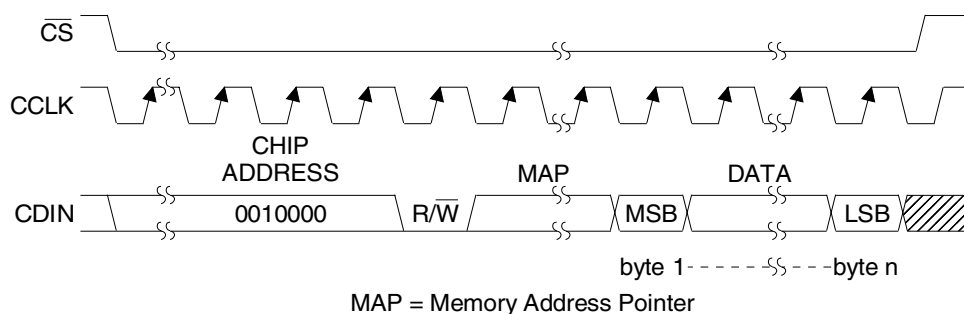 CS
CCLK
CHIP
ADDRESS
MAP
DATA
CDIN
0010000
R/W
MSB
LSB
byte 1
byte n
MAP = Memory Address Pointer